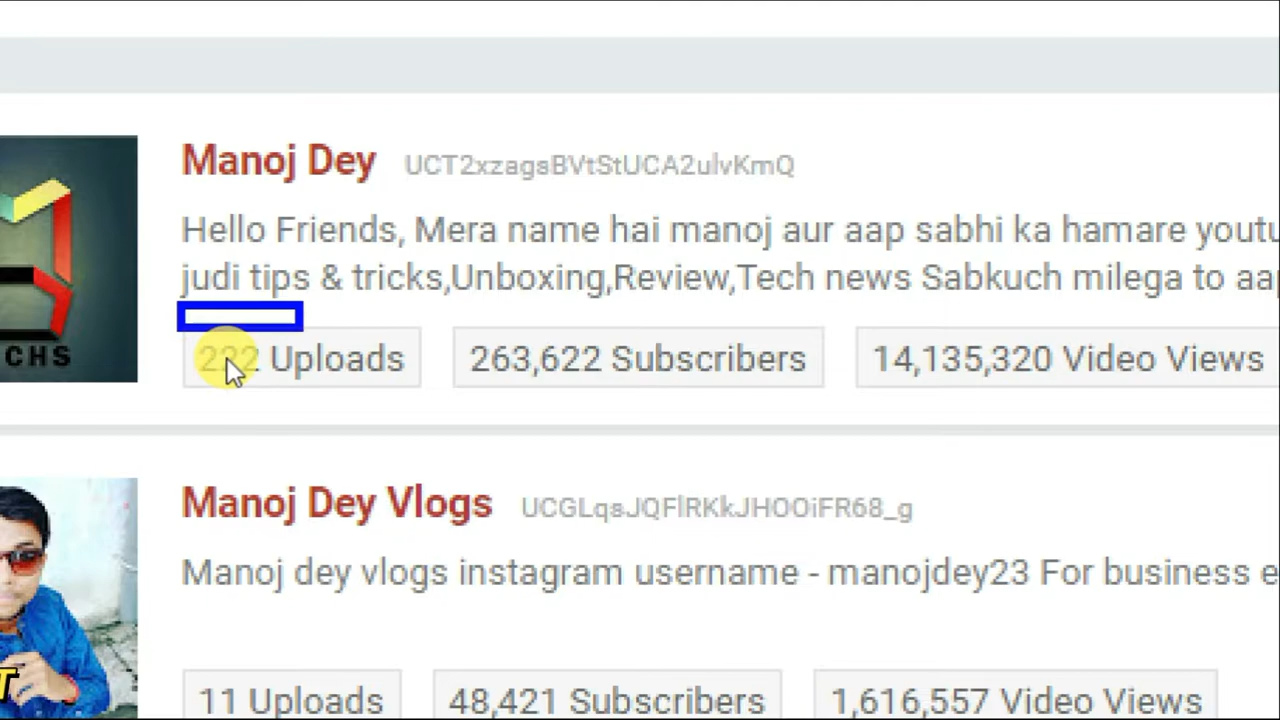 Manoj Dey UCT2xzagsBVtStUCA2ulvKmQ
Hello Friends, Mera name hai manoj aur aap sabhi ka hamare youtu
judi tips & tricks,Unboxing,Review,Tech news Sabkuch milega to aap
CHS
222 Uploads 263,622 Subscribers 14,135,320 Video Views
Manoj Dey Vlogs UCGLqsJQFlRKkJHOOiFR68_g
Manoj dey vlogs instagram username - manojdey23 For business e
T
11 Uploads 48,421 Subscribers 1,616,557 Video Views